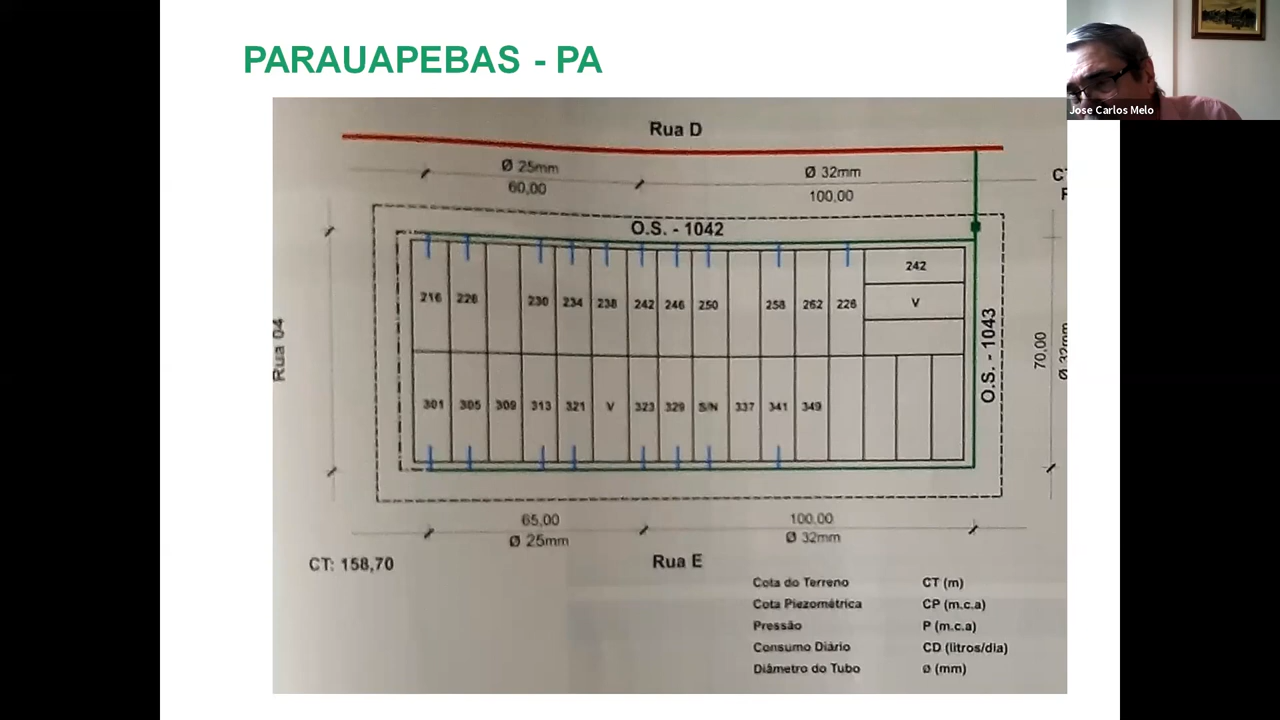 PARAUAPEBAS - PA
Jose Carlos Melo
Rua D
Ø 25mm
60,00
Ø 32mm
100,00
O.S. - 1042
216 226 230 234 238 242 246 250 258 262 226
242
V
Rua 04
O.S. - 1043
70,00
Ø 32mm
301 305 309 313 321 V 323 329 S/N 337 341 349
65,00
Ø 25mm
100,00
Ø 32mm
CT: 158,70
Rua E
Cota do Terreno CT (m)
Cota Piezométrica CP (m.c.a)
Pressão P (m.c.a)
Consumo Diário CD (litros/dia)
Diâmetro do Tubo ø (mm)